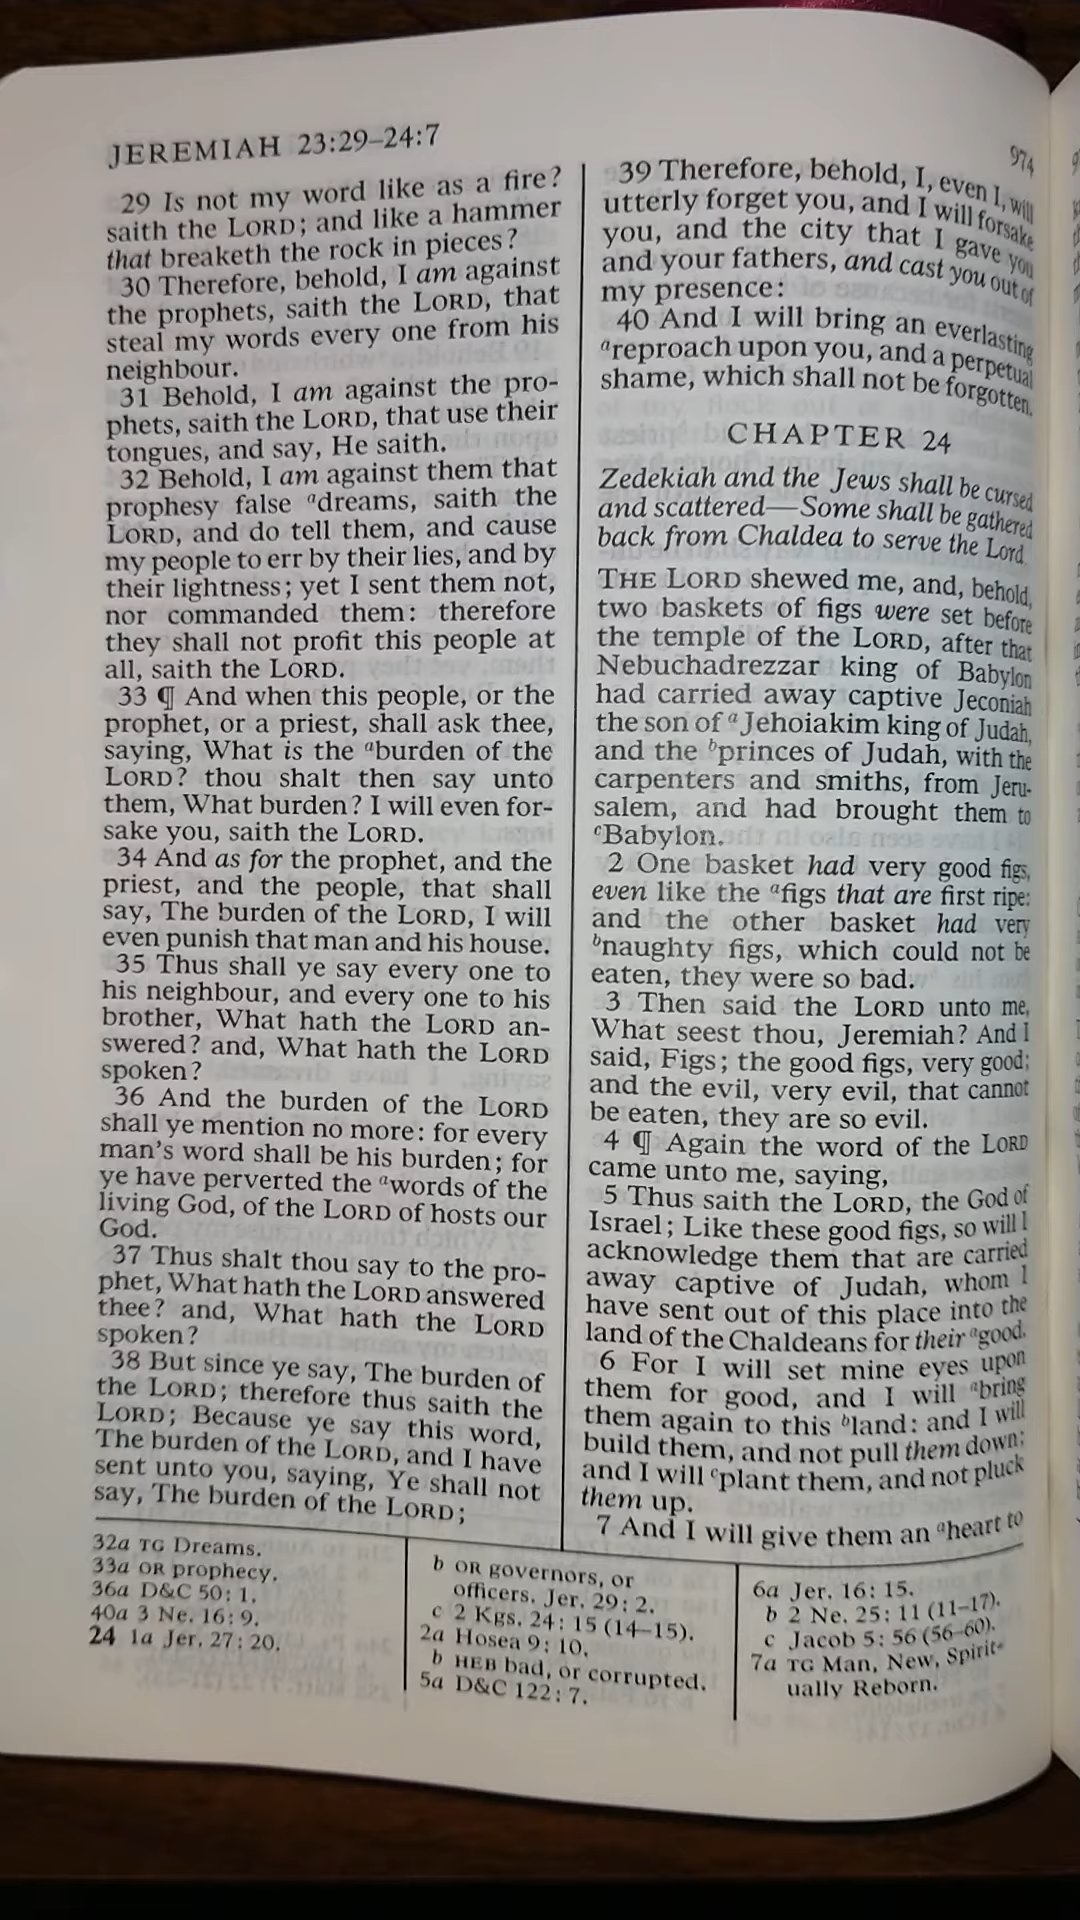 JEREMIAH 23:29–24:7
974
29 Is not my word like as a fire?
saith the LORD; and like a hammer
that breaketh the rock in pieces?
30 Therefore, behold, I am against
the prophets, saith the LORD, that
steal my words every one from his
neighbour.
31 Behold, I am against the pro-
phets, saith the LORD, that use their
tongues, and say, He saith.
32 Behold, I am against them that
prophesy false adreams, saith the
LORD, and do tell them, and cause
my people to err by their lies, and by
their lightness; yet I sent them not,
nor commanded them: therefore
they shall not profit this people at
all, saith the LORD.
33 ¶ And when this people, or the
prophet, or a priest, shall ask thee,
saying, What is the aburden of the
LORD? thou shalt then say unto
them, What burden? I will even for-
sake you, saith the LORD.
34 And as for the prophet, and the
priest, and the people, that shall
say, The burden of the LORD, I will
even punish that man and his house.
35 Thus shall ye say every one to
his neighbour, and every one to his
brother, What hath the LORD an-
swered? and, What hath the LORD
spoken?
36 And the burden of the LORD
shall ye mention no more: for every
man's word shall be his burden; for
ye have perverted the awords of the
living God, of the LORD of hosts our
God.
37 Thus shalt thou say to the pro-
phet, What hath the LORD answered
thee? and, What hath the LORD
spoken?
38 But since ye say, The burden of
the LORD; therefore thus saith the
LORD; Because ye say this word,
The burden of the LORD, and I have
sent unto you, saying, Ye shall not
say, The burden of the LORD;
39 Therefore, behold, I, even I, will
utterly forget you, and I will forsake
you, and the city that I gave you
and your fathers, and cast you out of
my presence:
40 And I will bring an everlasting
areproach upon you, and a perpetual
shame, which shall not be forgotten.
CHAPTER 24
Zedekiah and the Jews shall be cursed
and scattered—Some shall be gathered
back from Chaldea to serve the Lord.
THE LORD shewed me, and, behold,
two baskets of figs were set before
the temple of the LORD, after that
Nebuchadrezzar king of Babylon
had carried away captive Jeconiah
the son of aJehoiakim king of Judah,
and the bprinces of Judah, with the
carpenters and smiths, from Jeru-
salem, and had brought them to
cBabylon.
2 One basket had very good figs,
even like the afigs that are first ripe:
and the other basket had very
bnaughty figs, which could not be
eaten, they were so bad.
3 Then said the LORD unto me,
What seest thou, Jeremiah? And I
said, Figs; the good figs, very good;
and the evil, very evil, that cannot
be eaten, they are so evil.
4 ¶ Again the word of the LORD
came unto me, saying,
5 Thus saith the LORD, the God of
Israel; Like these good figs, so will I
acknowledge them that are carried
away captive of Judah, whom I
have sent out of this place into the
land of the Chaldeans for their agood.
6 For I will set mine eyes upon
them for good, and I will abring
them again to this bland: and I will
build them, and not pull them down;
and I will cplant them, and not pluck
them up.
7 And I will give them an aheart to
32a TG Dreams.
33a OR prophecy.
36a D&C 50: 1.
40a 3 Ne. 16: 9.
24 1a Jer. 27: 20.
b OR governors, or
officers. Jer. 29: 2.
c 2 Kgs. 24: 15 (14–15).
2a Hosea 9: 10.
b HEB bad, or corrupted.
5a D&C 122: 7.
6a Jer. 16: 15.
b 2 Ne. 25: 11 (11–17).
c Jacob 5: 56 (56–60).
7a TG Man, New, Spirit-
ually Reborn.